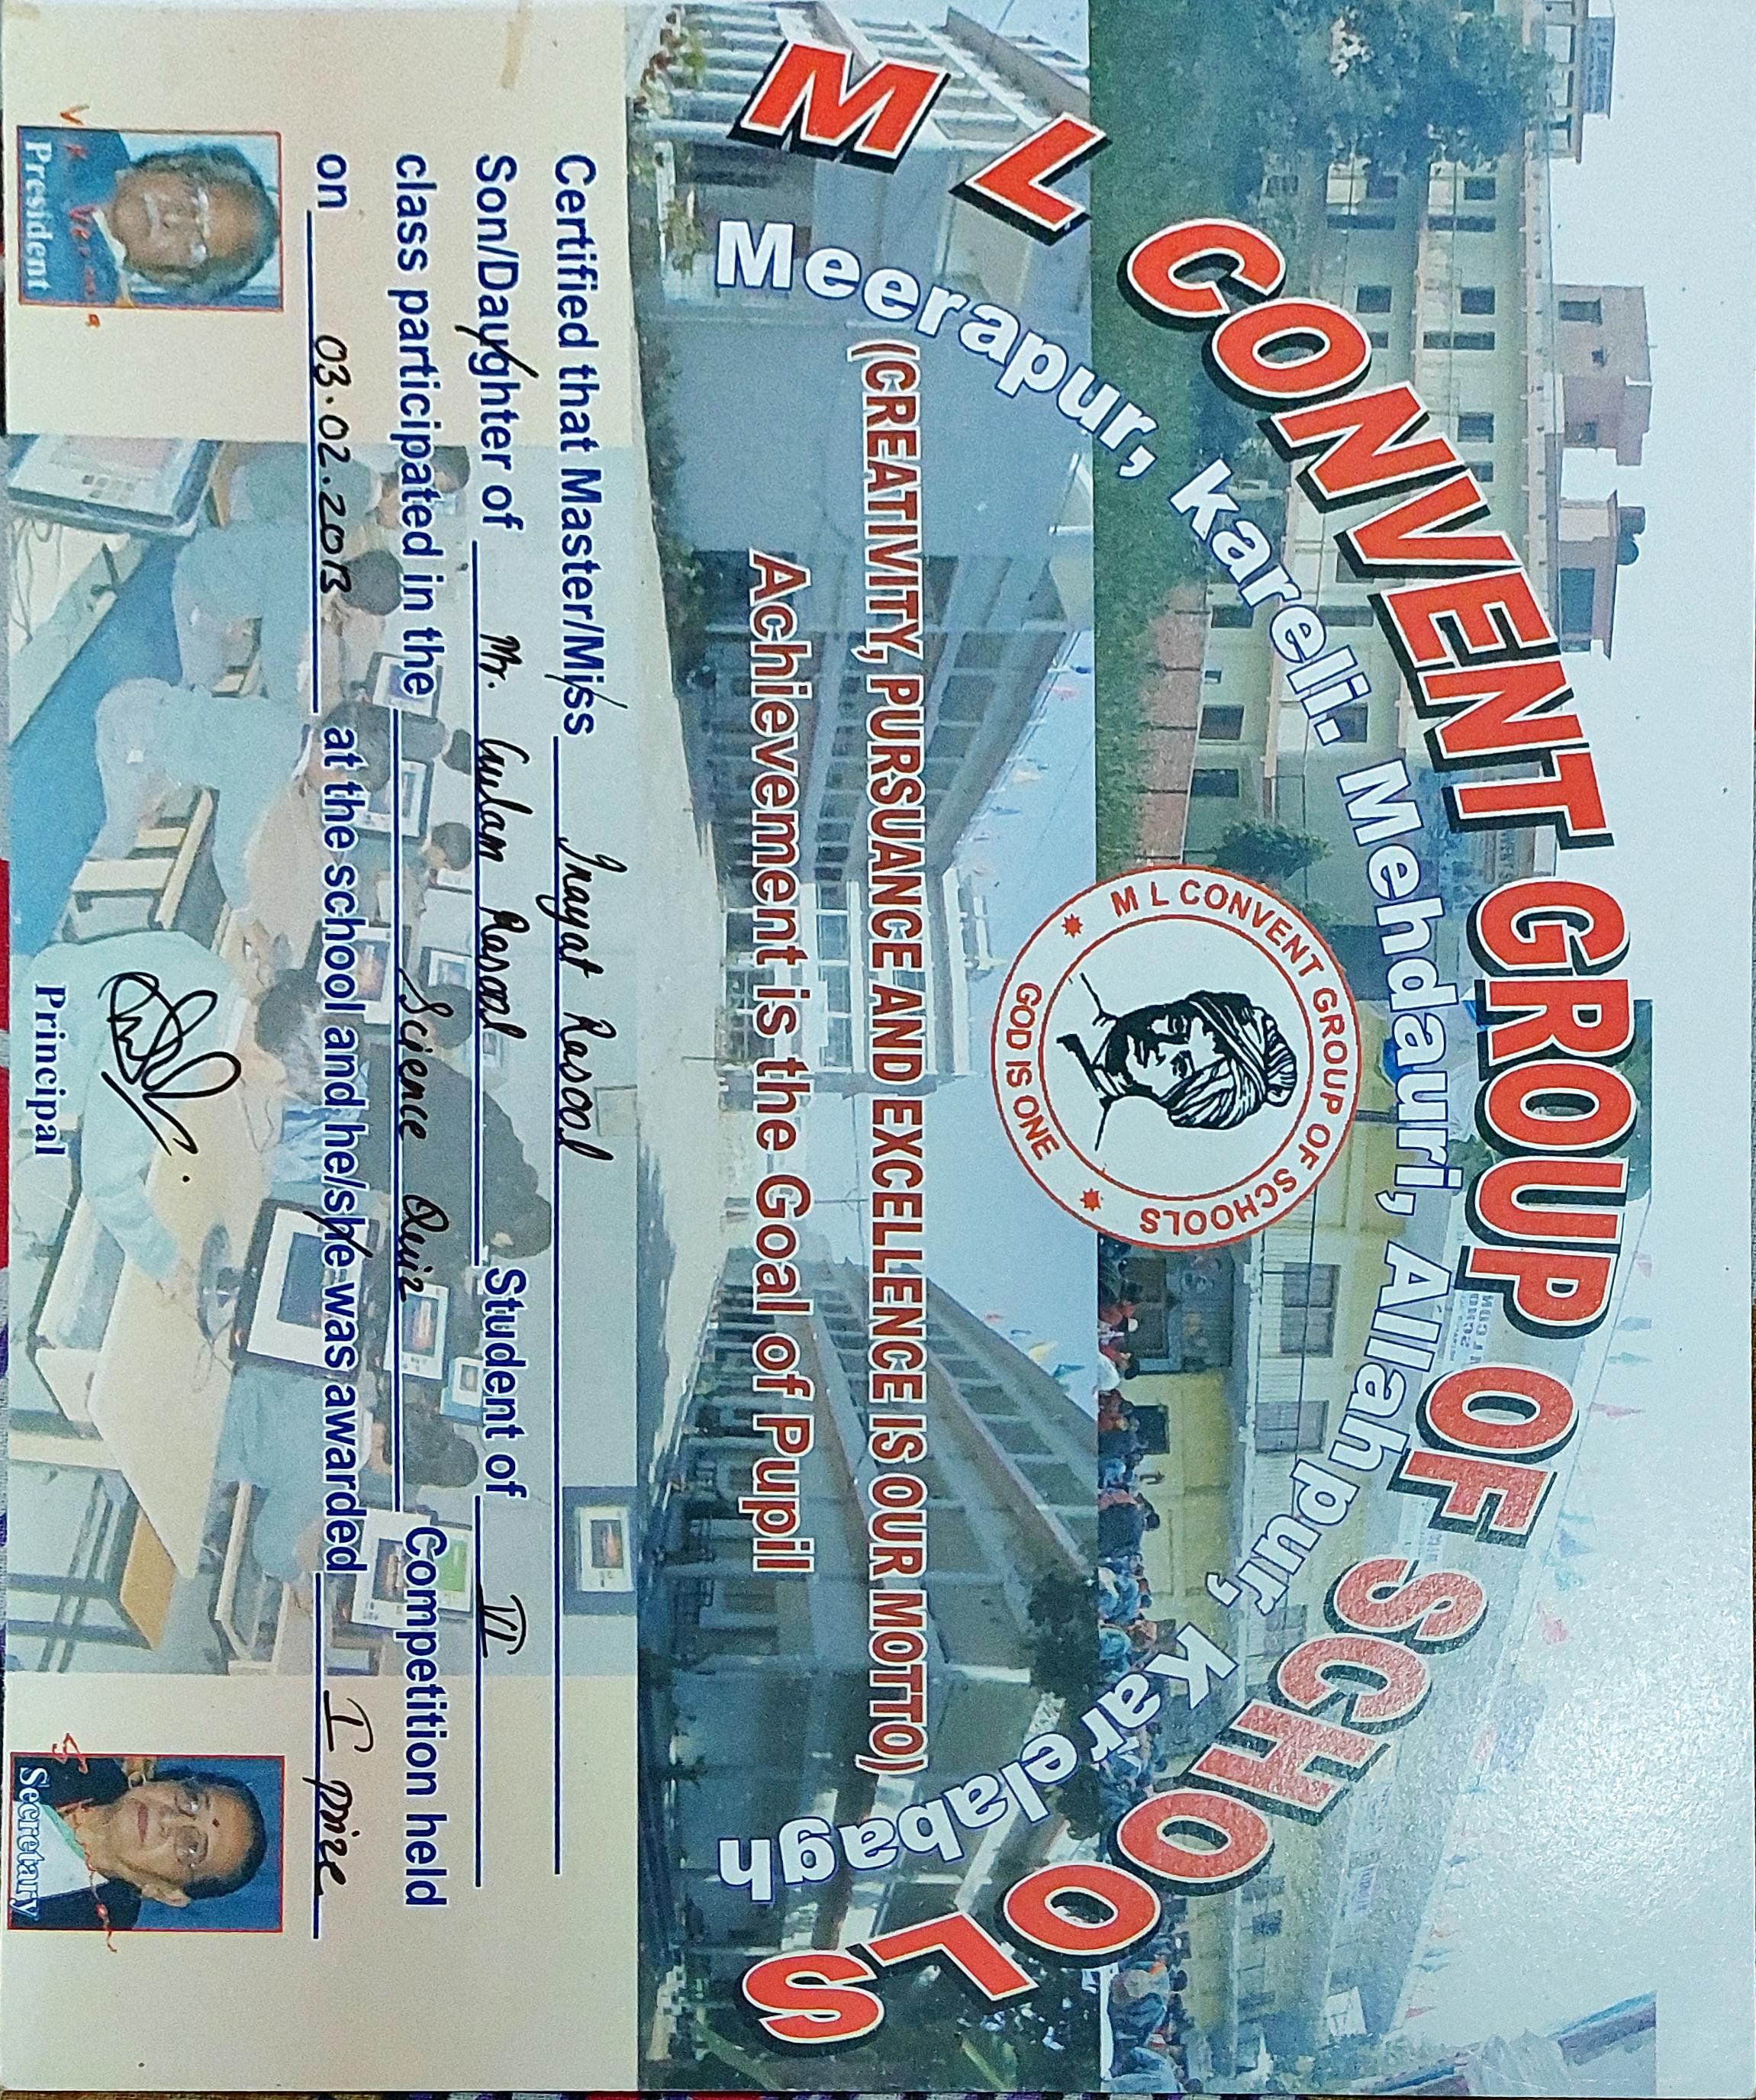 M L CONVENT GROUP OF SCHOOLS
Meerapur, kareli. Mehdauri, Allahpur, Karelabagh
M L CONVENT GROUP OF SCHOOLS
GOD IS ONE
(CREATIVITY, PURSUANCE AND EXCELLENCE IS OUR MOTTO)
Achievement is the Goal of Pupil
Certified that Master/Miss Inayat Rasool
Son/Daughter of Mr. Gulam Rasool Student of VI
class participated in the Science Quiz Competition held
on 03.02.2013 at the school and he/she was awarded I prize
V. K. Verma
President
Principal
Secretary